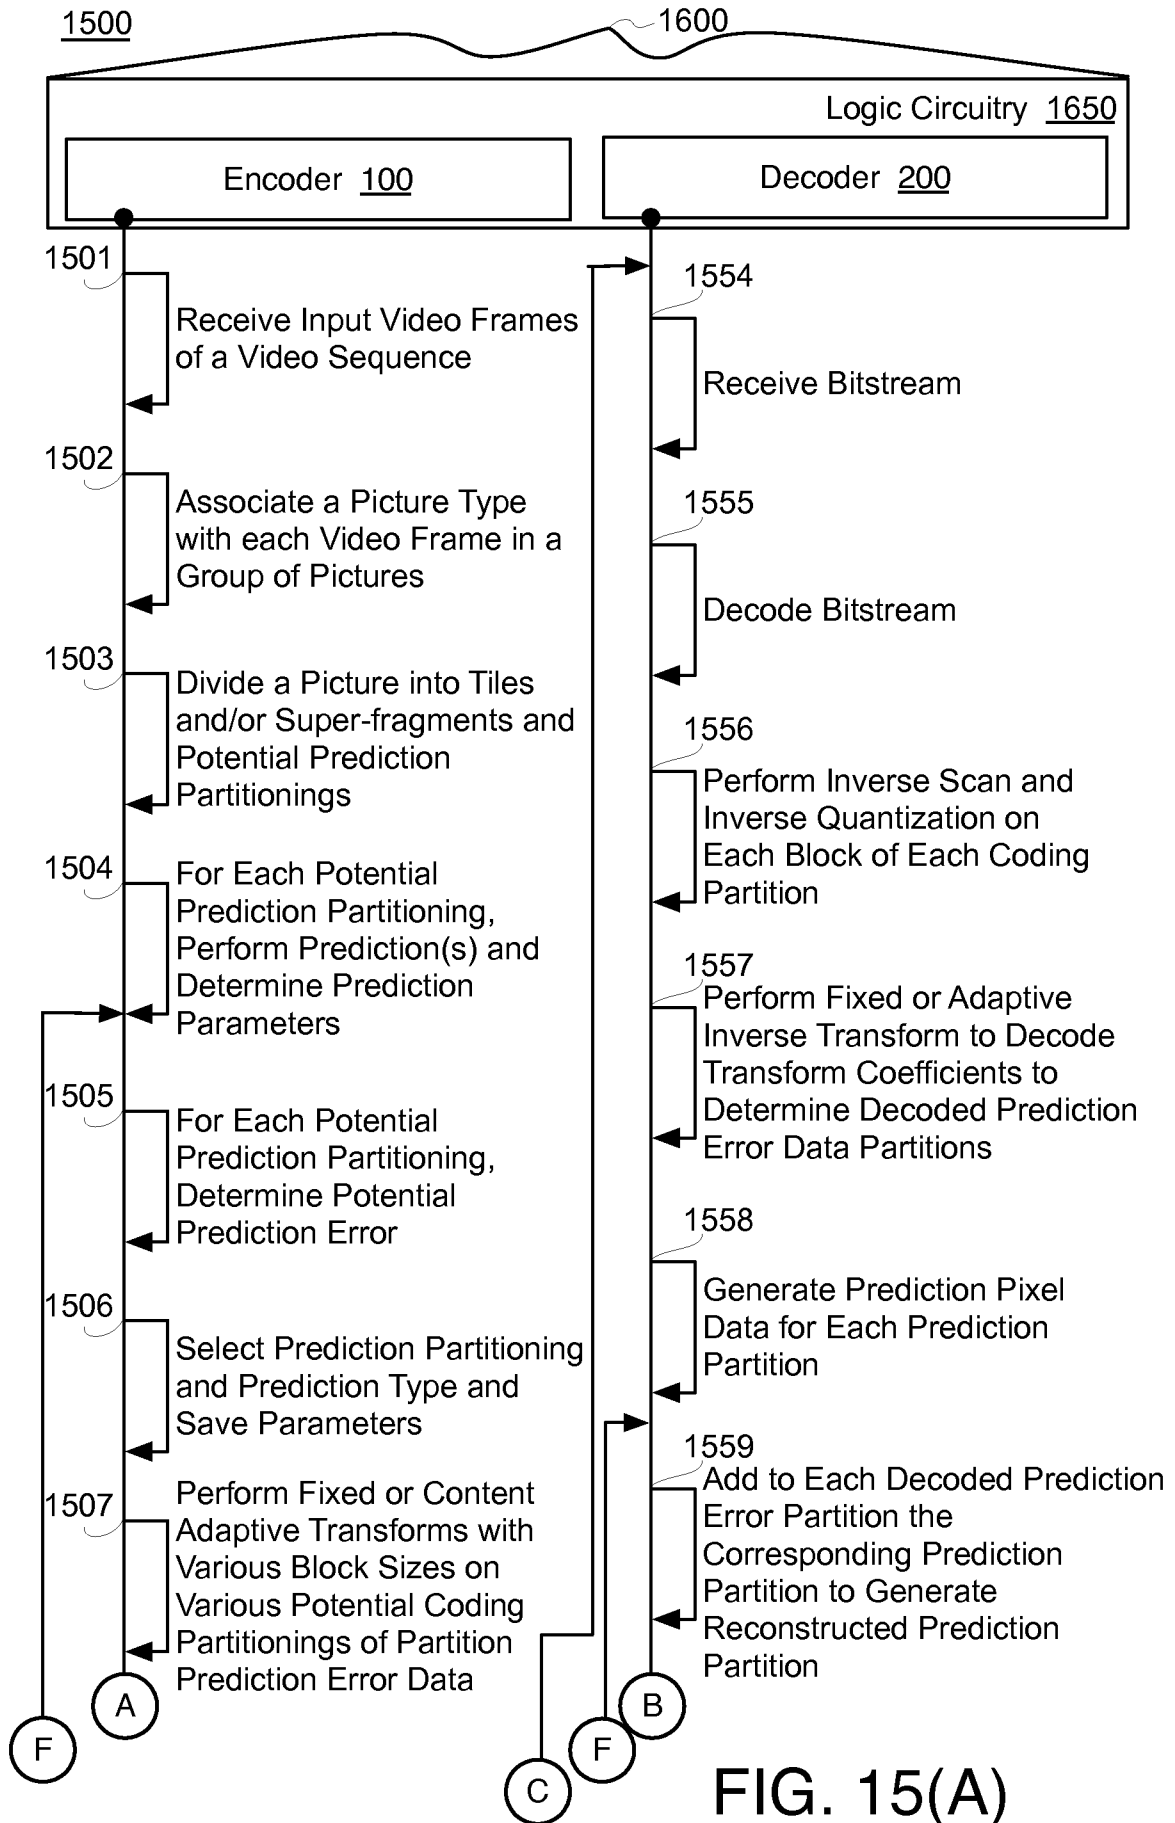 1500
1600
Logic Circuitry 1650
Encoder 100
Decoder 200
1501
Receive Input Video Frames
of a Video Sequence
1502
Associate a Picture Type
with each Video Frame in a
Group of Pictures
1503
Divide a Picture into Tiles
and/or Super-fragments and
Potential Prediction
Partitionings
1504
For Each Potential
Prediction Partitioning,
Perform Prediction(s) and
Determine Prediction
Parameters
1505
For Each Potential
Prediction Partitioning,
Determine Potential
Prediction Error
1506
Select Prediction Partitioning
and Prediction Type and
Save Parameters
1507
Perform Fixed or Content
Adaptive Transforms with
Various Block Sizes on
Various Potential Coding
Partitionings of Partition
Prediction Error Data
A
F
1554
Receive Bitstream
1555
Decode Bitstream
1556
Perform Inverse Scan and
Inverse Quantization on
Each Block of Each Coding
Partition
1557
Perform Fixed or Adaptive
Inverse Transform to Decode
Transform Coefficients to
Determine Decoded Prediction
Error Data Partitions
1558
Generate Prediction Pixel
Data for Each Prediction
Partition
1559
Add to Each Decoded Prediction
Error Partition the
Corresponding Prediction
Partition to Generate
Reconstructed Prediction
Partition
B
F
C
FIG. 15(A)